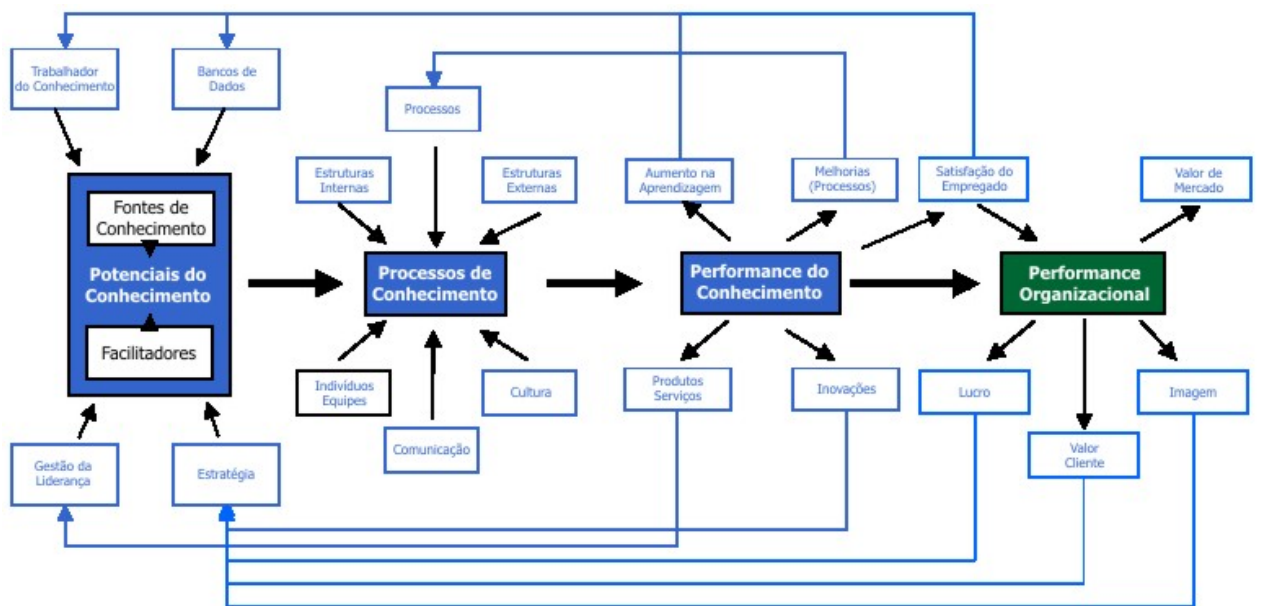 Trabalhador
do Conhecimento
Bancos de
Dados
Processos
Estruturas
Internas
Estruturas
Externas
Aumento na
Aprendizagem
Melhorias
(Processos)
Satisfação do
Empregado
Valor de
Mercado
Fontes de
Conhecimento
Potenciais do
Conhecimento
Facilitadores
Processos de
Conhecimento
Performance do
Conhecimento
Performance
Organizacional
Indivíduos
Equipes
Cultura
Comunicação
Produtos
Serviços
Inovações
Lucro
Imagem
Valor
Cliente
Gestão da
Liderança
Estratégia